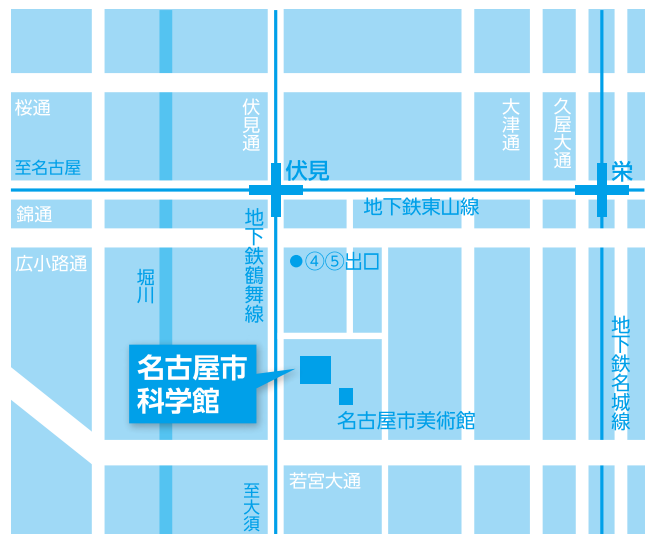 桜通
伏見通
大津通
久屋大通
至名古屋
伏見
栄
錦通
地下鉄東山線
地下鉄鶴舞線
広小路通
●④⑤出口
堀川
地下鉄名城線
名古屋市
科学館
名古屋市美術館
若宮大通
至大須